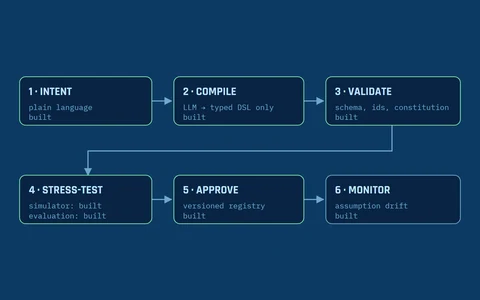 1 · INTENT
plain language
built
2 · COMPILE
LLM → typed DSL only
built
3 · VALIDATE
schema, ids, constitution
built
4 · STRESS-TEST
simulator: built
evaluation: built
5 · APPROVE
versioned registry
built
6 · MONITOR
assumption drift
built